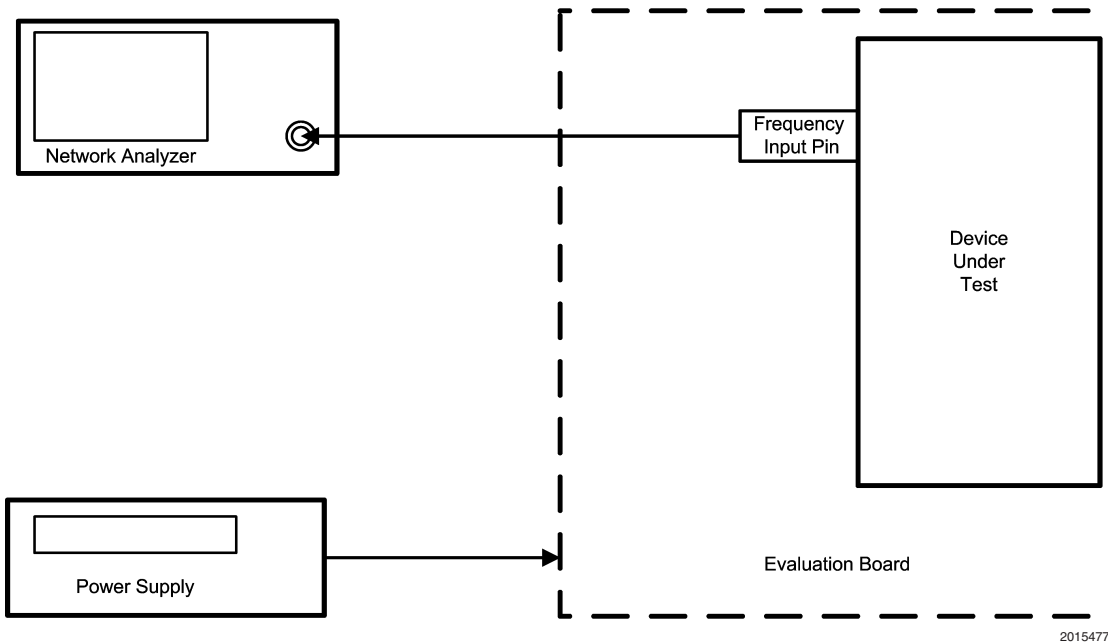 Network Analyzer
Frequency
Input Pin
Device
Under
Test
Power Supply
Evaluation Board
2015477